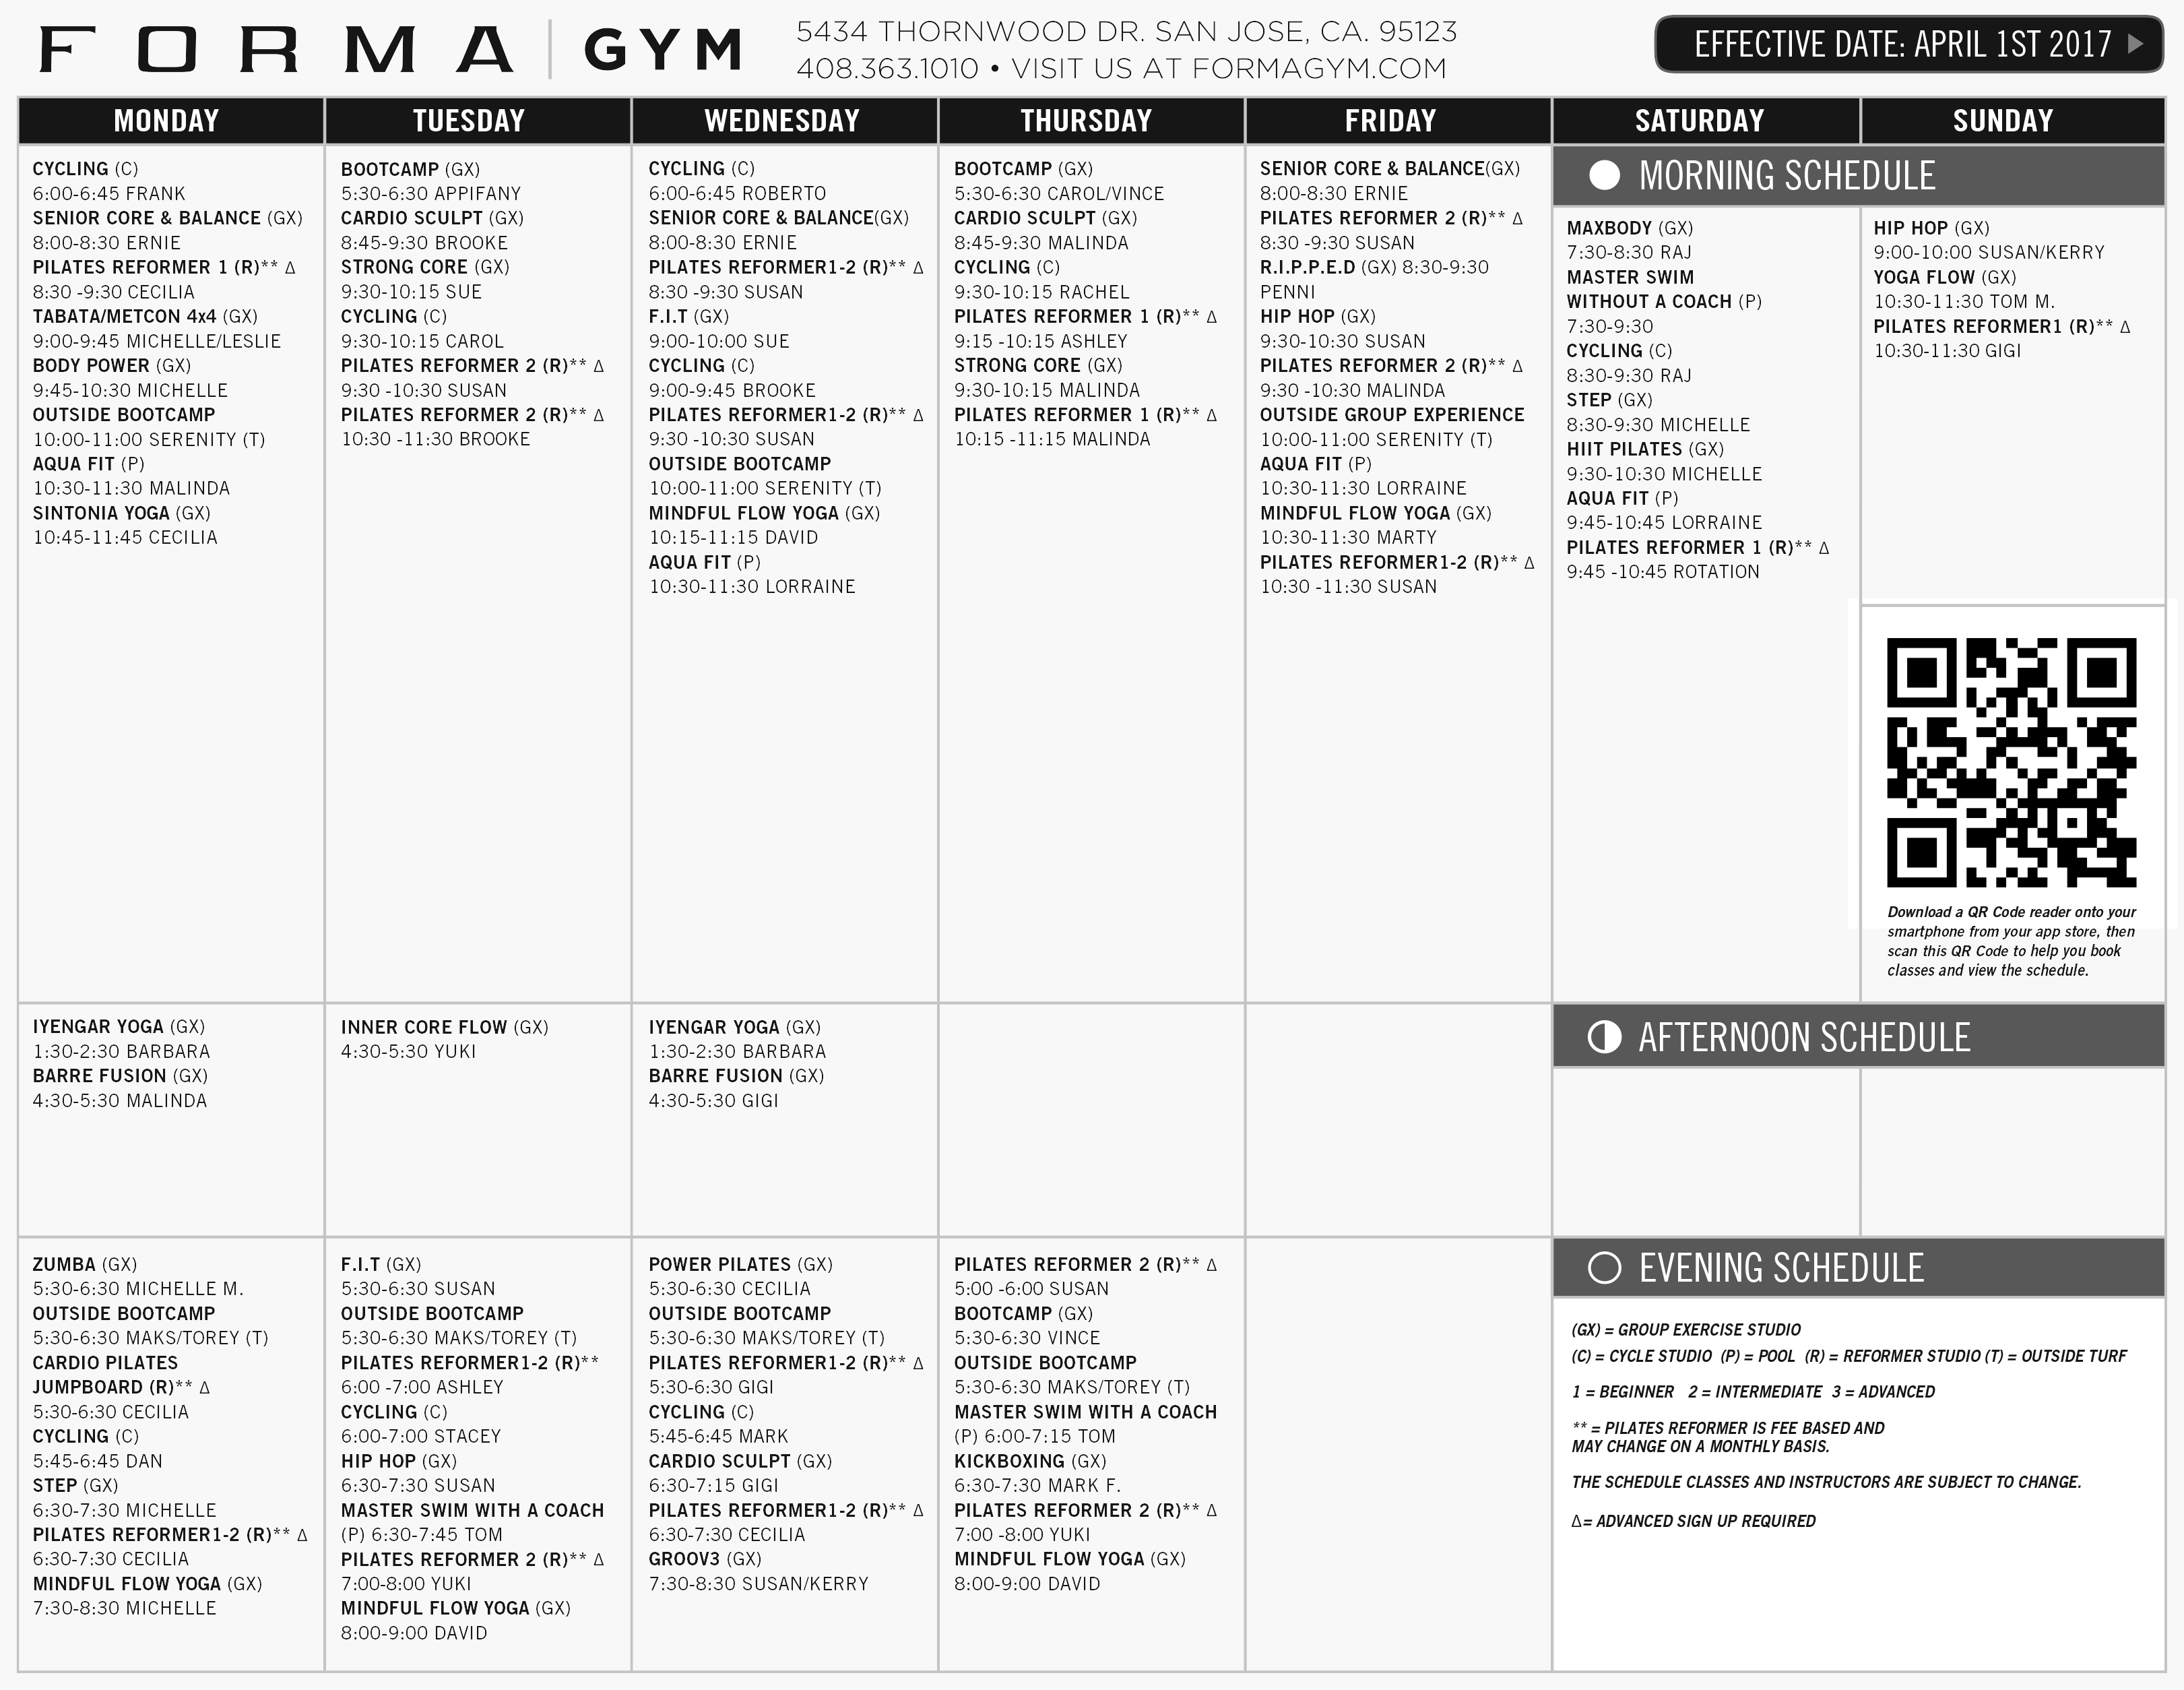 FORMA | GYM
5434 THORNWOOD DR. SAN JOSE, CA. 95123
408.363.1010 • VISIT US AT FORMAGYM.COM
EFFECTIVE DATE: APRIL 1ST 2017
MONDAY
TUESDAY
WEDNESDAY
THURSDAY
FRIDAY
SATURDAY
SUNDAY
CYCLING (C)
6:00-6:45 FRANK
SENIOR CORE & BALANCE (GX)
8:00-8:30 ERNIE
PILATES REFORMER 1 (R)** Δ
8:30 -9:30 CECILIA
TABATA/METCON 4x4 (GX)
9:00-9:45 MICHELLE/LESLIE
BODY POWER (GX)
9:45-10:30 MICHELLE
OUTSIDE BOOTCAMP
10:00-11:00 SERENITY (T)
AQUA FIT (P)
10:30-11:30 MALINDA
SINTONIA YOGA (GX)
10:45-11:45 CECILIA
BOOTCAMP (GX)
5:30-6:30 APPIFANY
CARDIO SCULPT (GX)
8:45-9:30 BROOKE
STRONG CORE (GX)
9:30-10:15 SUE
CYCLING (C)
9:30-10:15 CAROL
PILATES REFORMER 2 (R)** Δ
9:30 -10:30 SUSAN
PILATES REFORMER 2 (R)** Δ
10:30 -11:30 BROOKE
CYCLING (C)
6:00-6:45 ROBERTO
SENIOR CORE & BALANCE(GX)
8:00-8:30 ERNIE
PILATES REFORMER1-2 (R)** Δ
8:30 -9:30 SUSAN
F.I.T (GX)
9:00-10:00 SUE
CYCLING (C)
9:00-9:45 BROOKE
PILATES REFORMER1-2 (R)** Δ
9:30 -10:30 SUSAN
OUTSIDE BOOTCAMP
10:00-11:00 SERENITY (T)
MINDFUL FLOW YOGA (GX)
10:15-11:15 DAVID
AQUA FIT (P)
10:30-11:30 LORRAINE
BOOTCAMP (GX)
5:30-6:30 CAROL/VINCE
CARDIO SCULPT (GX)
8:45-9:30 MALINDA
CYCLING (C)
9:30-10:15 RACHEL
PILATES REFORMER 1 (R)** Δ
9:15 -10:15 ASHLEY
STRONG CORE (GX)
9:30-10:15 MALINDA
PILATES REFORMER 1 (R)** Δ
10:15 -11:15 MALINDA
SENIOR CORE & BALANCE(GX)
8:00-8:30 ERNIE
PILATES REFORMER 2 (R)** Δ
8:30 -9:30 SUSAN
R.I.P.P.E.D (GX) 8:30-9:30
PENNI
HIP HOP (GX)
9:30-10:30 SUSAN
PILATES REFORMER 2 (R)** Δ
9:30 -10:30 MALINDA
OUTSIDE GROUP EXPERIENCE
10:00-11:00 SERENITY (T)
AQUA FIT (P)
10:30-11:30 LORRAINE
MINDFUL FLOW YOGA (GX)
10:30-11:30 MARTY
PILATES REFORMER1-2 (R)** Δ
10:30 -11:30 SUSAN
MORNING SCHEDULE
MAXBODY (GX)
7:30-8:30 RAJ
MASTER SWIM
WITHOUT A COACH (P)
7:30-9:30
CYCLING (C)
8:30-9:30 RAJ
STEP (GX)
8:30-9:30 MICHELLE
HIIT PILATES (GX)
9:30-10:30 MICHELLE
AQUA FIT (P)
9:45-10:45 LORRAINE
PILATES REFORMER 1 (R)** Δ
9:45 -10:45 ROTATION
HIP HOP (GX)
9:00-10:00 SUSAN/KERRY
YOGA FLOW (GX)
10:30-11:30 TOM M.
PILATES REFORMER1 (R)** Δ
10:30-11:30 GIGI
Download a QR Code reader onto your
smartphone from your app store, then
scan this QR Code to help you book
classes and view the schedule.
IYENGAR YOGA (GX)
1:30-2:30 BARBARA
BARRE FUSION (GX)
4:30-5:30 MALINDA
INNER CORE FLOW (GX)
4:30-5:30 YUKI
IYENGAR YOGA (GX)
1:30-2:30 BARBARA
BARRE FUSION (GX)
4:30-5:30 GIGI
AFTERNOON SCHEDULE
ZUMBA (GX)
5:30-6:30 MICHELLE M.
OUTSIDE BOOTCAMP
5:30-6:30 MAKS/TOREY (T)
CARDIO PILATES
JUMPBOARD (R)** Δ
5:30-6:30 CECILIA
CYCLING (C)
5:45-6:45 DAN
STEP (GX)
6:30-7:30 MICHELLE
PILATES REFORMER1-2 (R)** Δ
6:30-7:30 CECILIA
MINDFUL FLOW YOGA (GX)
7:30-8:30 MICHELLE
F.I.T (GX)
5:30-6:30 SUSAN
OUTSIDE BOOTCAMP
5:30-6:30 MAKS/TOREY (T)
PILATES REFORMER1-2 (R)**
6:00 -7:00 ASHLEY
CYCLING (C)
6:00-7:00 STACEY
HIP HOP (GX)
6:30-7:30 SUSAN
MASTER SWIM WITH A COACH
(P) 6:30-7:45 TOM
PILATES REFORMER 2 (R)** Δ
7:00-8:00 YUKI
MINDFUL FLOW YOGA (GX)
8:00-9:00 DAVID
POWER PILATES (GX)
5:30-6:30 CECILIA
OUTSIDE BOOTCAMP
5:30-6:30 MAKS/TOREY (T)
PILATES REFORMER1-2 (R)** Δ
5:30-6:30 GIGI
CYCLING (C)
5:45-6:45 MARK
CARDIO SCULPT (GX)
6:30-7:15 GIGI
PILATES REFORMER1-2 (R)** Δ
6:30-7:30 CECILIA
GROOV3 (GX)
7:30-8:30 SUSAN/KERRY
PILATES REFORMER 2 (R)** Δ
5:00 -6:00 SUSAN
BOOTCAMP (GX)
5:30-6:30 VINCE
OUTSIDE BOOTCAMP
5:30-6:30 MAKS/TOREY (T)
MASTER SWIM WITH A COACH
(P) 6:00-7:15 TOM
KICKBOXING (GX)
6:30-7:30 MARK F.
PILATES REFORMER 2 (R)** Δ
7:00 -8:00 YUKI
MINDFUL FLOW YOGA (GX)
8:00-9:00 DAVID
EVENING SCHEDULE
(GX) = GROUP EXERCISE STUDIO
(C) = CYCLE STUDIO (P) = POOL (R) = REFORMER STUDIO (T) = OUTSIDE TURF
1 = BEGINNER 2 = INTERMEDIATE 3 = ADVANCED
** = PILATES REFORMER IS FEE BASED AND
MAY CHANGE ON A MONTHLY BASIS.
THE SCHEDULE CLASSES AND INSTRUCTORS ARE SUBJECT TO CHANGE.
Δ= ADVANCED SIGN UP REQUIRED